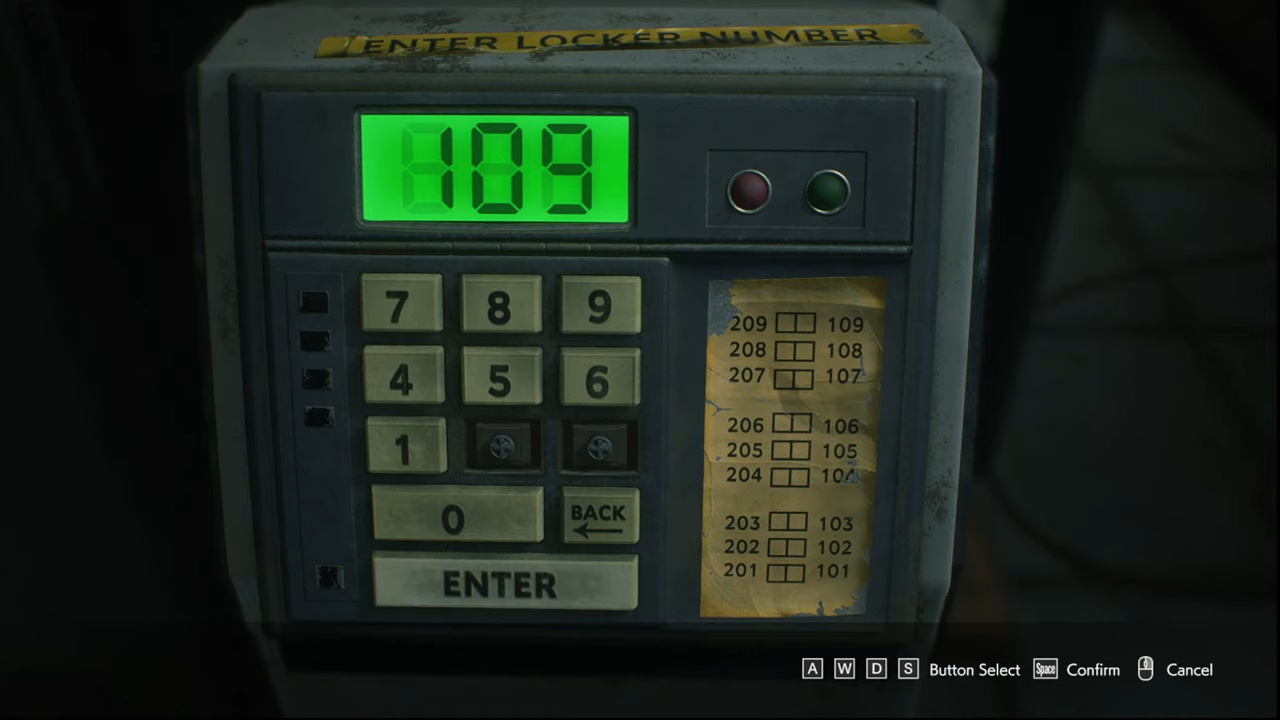 ENTER LOCKER NUMBER
109
7 8 9
4 5 6
1
0 BACK
ENTER
209 109
208 108
207 107
206 106
205 105
204 104
203 103
202 102
201 101
A W D S Button Select Space Confirm Cancel